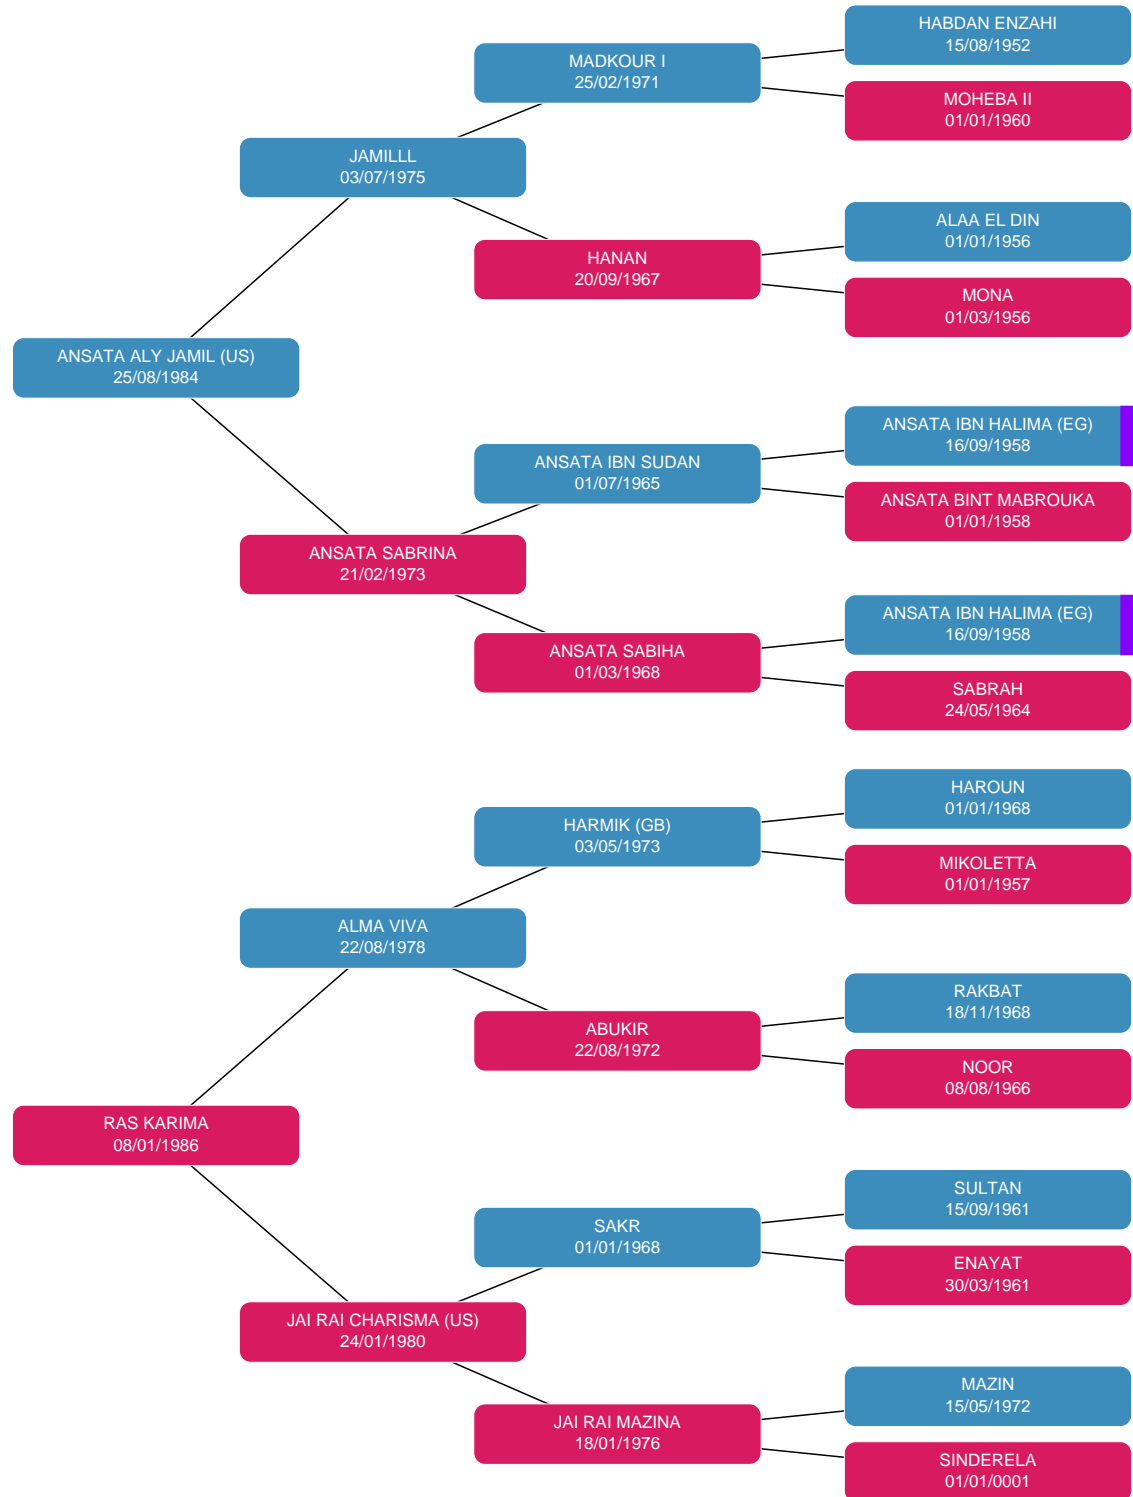 HABDAN ENZAHI
15/08/1952
MADKOUR I
25/02/1971
MOHEBA II
01/01/1960
JAMILLL
03/07/1975
ALAA EL DIN
01/01/1956
HANAN
20/09/1967
MONA
01/03/1956
ANSATA ALY JAMIL (US)
25/08/1984
ANSATA IBN HALIMA (EG)
16/09/1958
ANSATA IBN SUDAN
01/07/1965
ANSATA BINT MABROUKA
01/01/1958
ANSATA SABRINA
21/02/1973
ANSATA IBN HALIMA (EG)
16/09/1958
ANSATA SABIHA
01/03/1968
SABRAH
24/05/1964
HAROUN
01/01/1968
HARMIK (GB)
03/05/1973
MIKOLETTA
01/01/1957
ALMA VIVA
22/08/1978
RAKBAT
18/11/1968
ABUKIR
22/08/1972
NOOR
08/08/1966
RAS KARIMA
08/01/1986
SULTAN
15/09/1961
SAKR
01/01/1968
ENAYAT
30/03/1961
JAI RAI CHARISMA (US)
24/01/1980
MAZIN
15/05/1972
JAI RAI MAZINA
18/01/1976
SINDERELA
01/01/0001